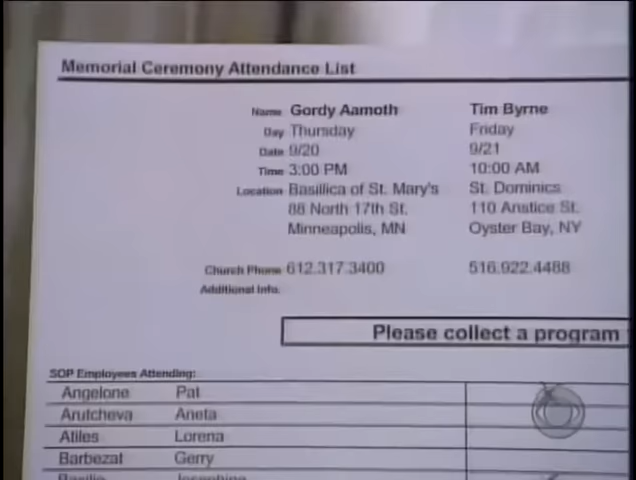 Memorial Ceremony Attendance List
Name Gordy Aamoth Tim Byrne
Day Thursday Friday
Date 9/20 9/21
Time 3:00 PM 10:00 AM
Location Basillica of St. Mary's St. Dominics
88 North 17th St. 110 Anstice St.
Minneapolis, MN Oyster Bay, NY
Church Phone 612.317.3400 516.922.4488
Additional Info.
Please collect a program
SOP Employees Attending:
Angelone Pat
Arutcheva Aneta
Atiles Lorena
Barbezat Gerry